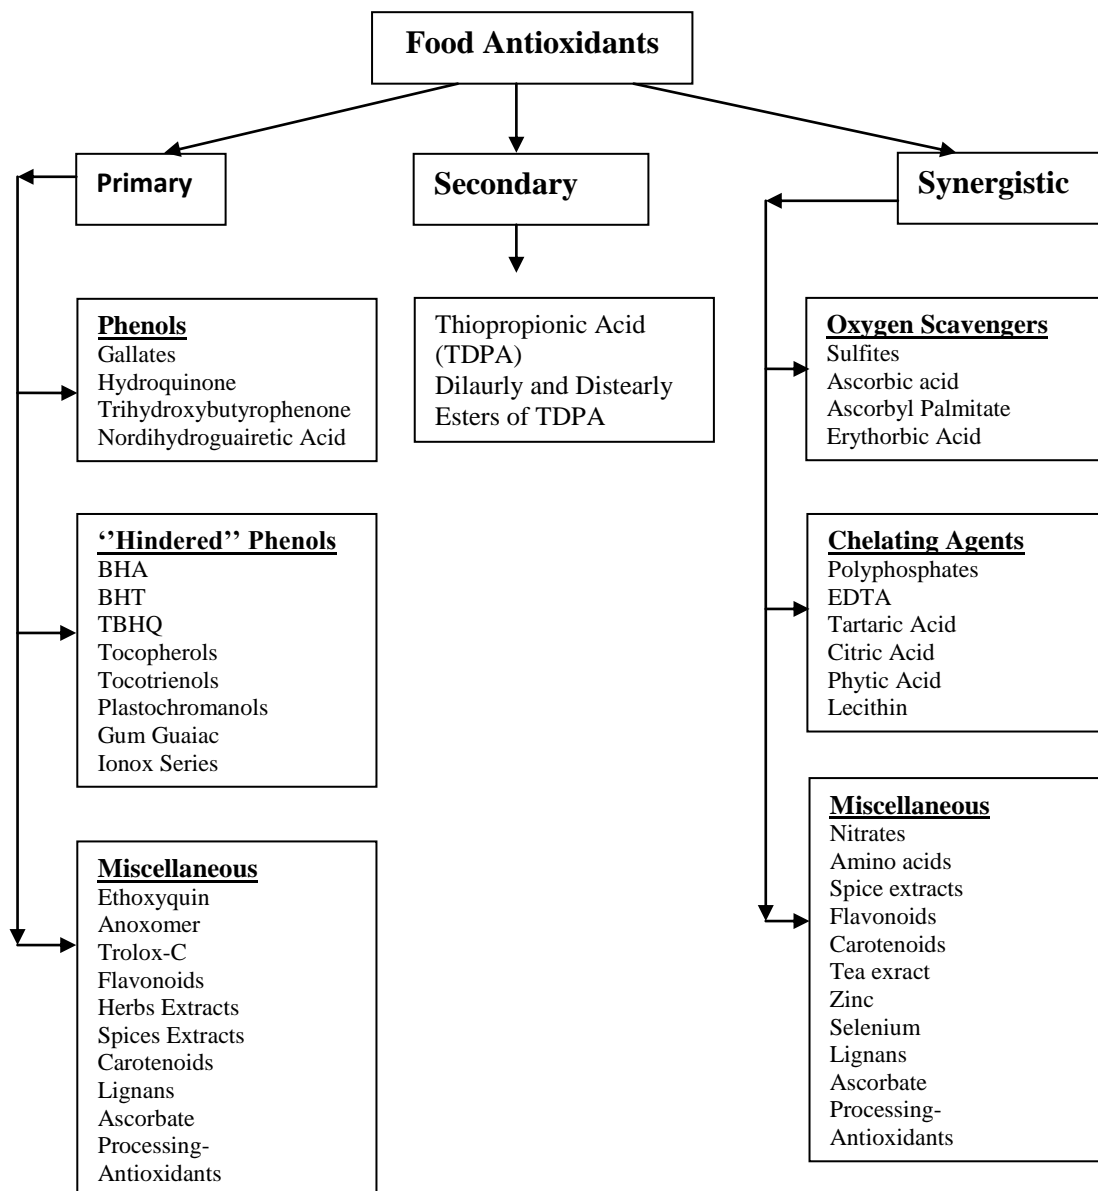 Food Antioxidants
Primary
Secondary
Synergistic
Phenols
Gallates
Hydroquinone
Trihydroxybutyrophenone
Nordihydroguairetic Acid
‘’Hindered’’ Phenols
BHA
BHT
TBHQ
Tocopherols
Tocotrienols
Plastochromanols
Gum Guaiac
Ionox Series
Miscellaneous
Ethoxyquin
Anoxomer
Trolox-C
Flavonoids
Herbs Extracts
Spices Extracts
Carotenoids
Lignans
Ascorbate
Processing-
Antioxidants
Thiopropionic Acid
(TDPA)
Dilaurly and Distearly
Esters of TDPA
Oxygen Scavengers
Sulfites
Ascorbic acid
Ascorbyl Palmitate
Erythorbic Acid
Chelating Agents
Polyphosphates
EDTA
Tartaric Acid
Citric Acid
Phytic Acid
Lecithin
Miscellaneous
Nitrates
Amino acids
Spice extracts
Flavonoids
Carotenoids
Tea exract
Zinc
Selenium
Lignans
Ascorbate
Processing-
Antioxidants